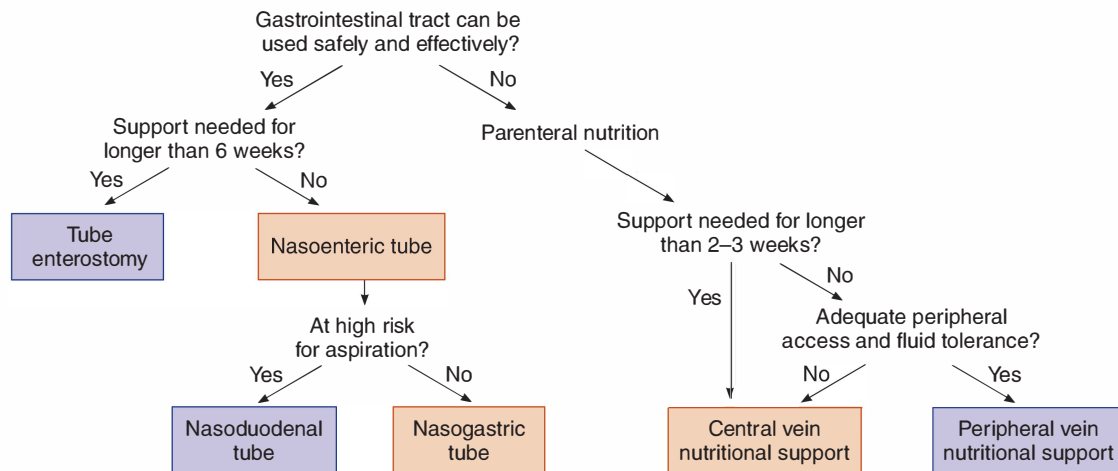 Gastrointestinal tract can be
used safely and effectively?
Yes
No
Support needed for
longer than 6 weeks?
Parenteral nutrition
Yes
No
Tube
enterostomy
Nasoenteric tube
Support needed for longer
than 2–3 weeks?
Yes
No
At high risk
for aspiration?
Adequate peripheral
access and fluid tolerance?
Yes
No
No
Yes
Nasoduodenal
tube
Nasogastric
tube
Central vein
nutritional support
Peripheral vein
nutritional support